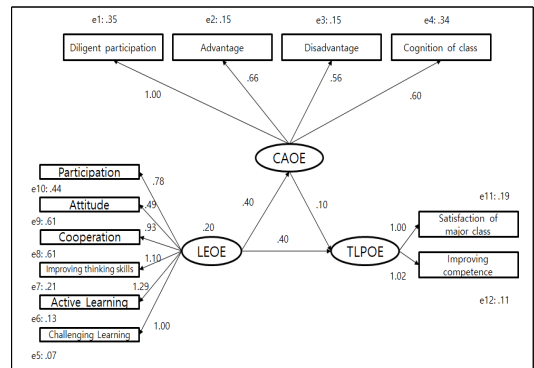 e1: .35
e2: .15
e3: .15
e4: .34
Diligent participation
Advantage
Disadvantage
Cognition of class
1.00
.66
.56
.60
CAOE
Participation
e10: .44
.78
Attitude
.49
e9: .61
Cooperation
.93
e8: .61
Improving thinking skills
1.10
e7: .21
Active Learning
1.29
e6: .13
Challenging Learning
1.00
e5: .07
.20
LEOE
.40
.10
.40
TLPOE
e11: .19
Satisfaction of
major class
1.00
Improving
competence
1.02
e12: .11